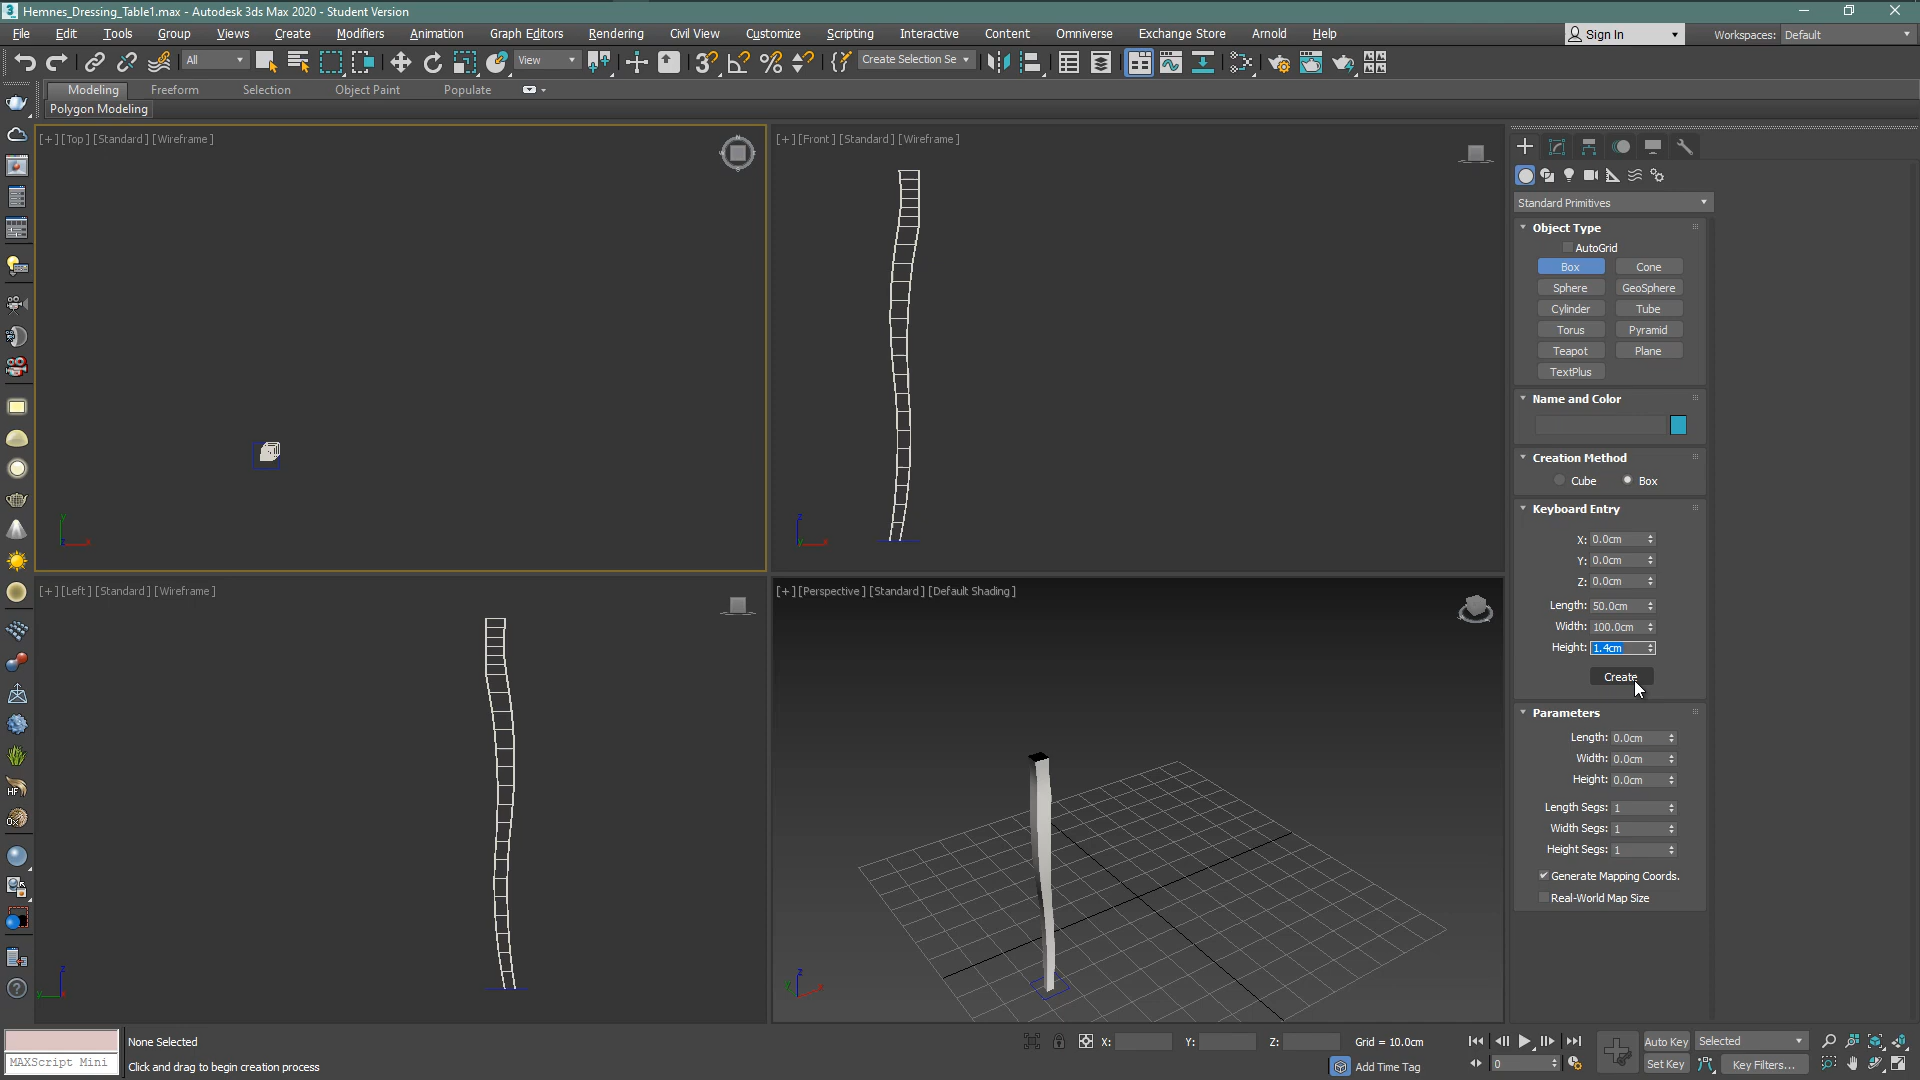 Hemnes_Dressing_Table1.max - Autodesk 3ds Max 2020 - Student Version
File Edit Tools Group Views Create Modifiers Animation Graph Editors Rendering Civil View Customize Scripting Interactive Content Omniverse Exchange Store Arnold Help Sign In Workspaces: Default
All View Create Selection Se
Modeling Freeform Selection Object Paint Populate
Polygon Modeling
[+] [Top] [Standard] [Wireframe]
[+] [Front] [Standard] [Wireframe]
[+] [Left] [Standard] [Wireframe]
[+] [Perspective] [Standard] [Default Shading]
Standard Primitives
Object Type
AutoGrid
Box Cone
Sphere GeoSphere
Cylinder Tube
Torus Pyramid
Teapot Plane
TextPlus
Name and Color
Creation Method
Cube Box
Keyboard Entry
X: 0.0cm
Y: 0.0cm
Z: 0.0cm
Length: 50.0cm
Width: 100.0cm
Height: 1.4cm
Create
Parameters
Length: 0.0cm
Width: 0.0cm
Height: 0.0cm
Length Segs: 1
Width Segs: 1
Height Segs: 1
Generate Mapping Coords.
Real-World Map Size
None Selected X: Y: Z: Grid = 10.0cm Auto Key Selected
MAXScript Mini Click and drag to begin creation process Add Time Tag 0 Set Key Key Filters...